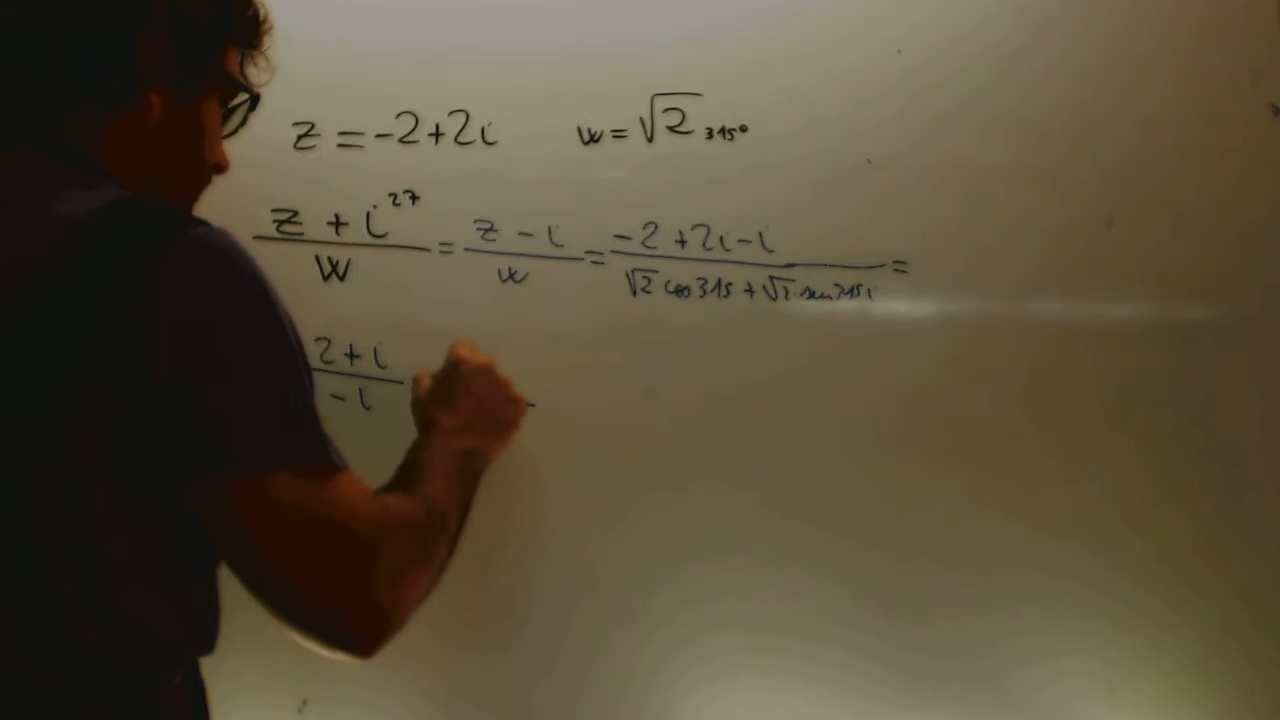 z = -2+2i w = √2 315°
z + i^27 / w = z - i / w = -2 +2i -i / √2 cos 315 + √2 sen 315 i =
2 + i / - i